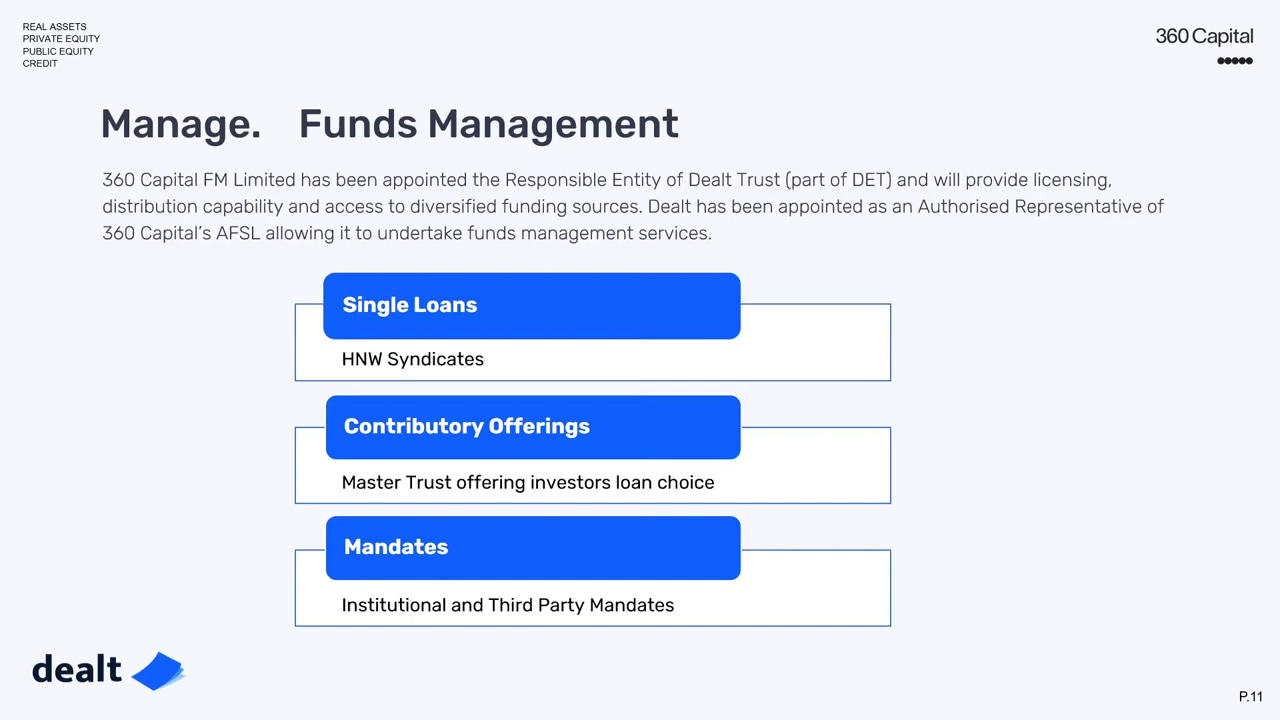 REAL ASSETS
PRIVATE EQUITY
PUBLIC EQUITY
CREDIT
360 Capital
Manage. Funds Management
360 Capital FM Limited has been appointed the Responsible Entity of Dealt Trust (part of DET) and will provide licensing,
distribution capability and access to diversified funding sources. Dealt has been appointed as an Authorised Representative of
360 Capital’s AFSL allowing it to undertake funds management services.
Single Loans
HNW Syndicates
Contributory Offerings
Master Trust offering investors loan choice
Mandates
Institutional and Third Party Mandates
dealt
P.11